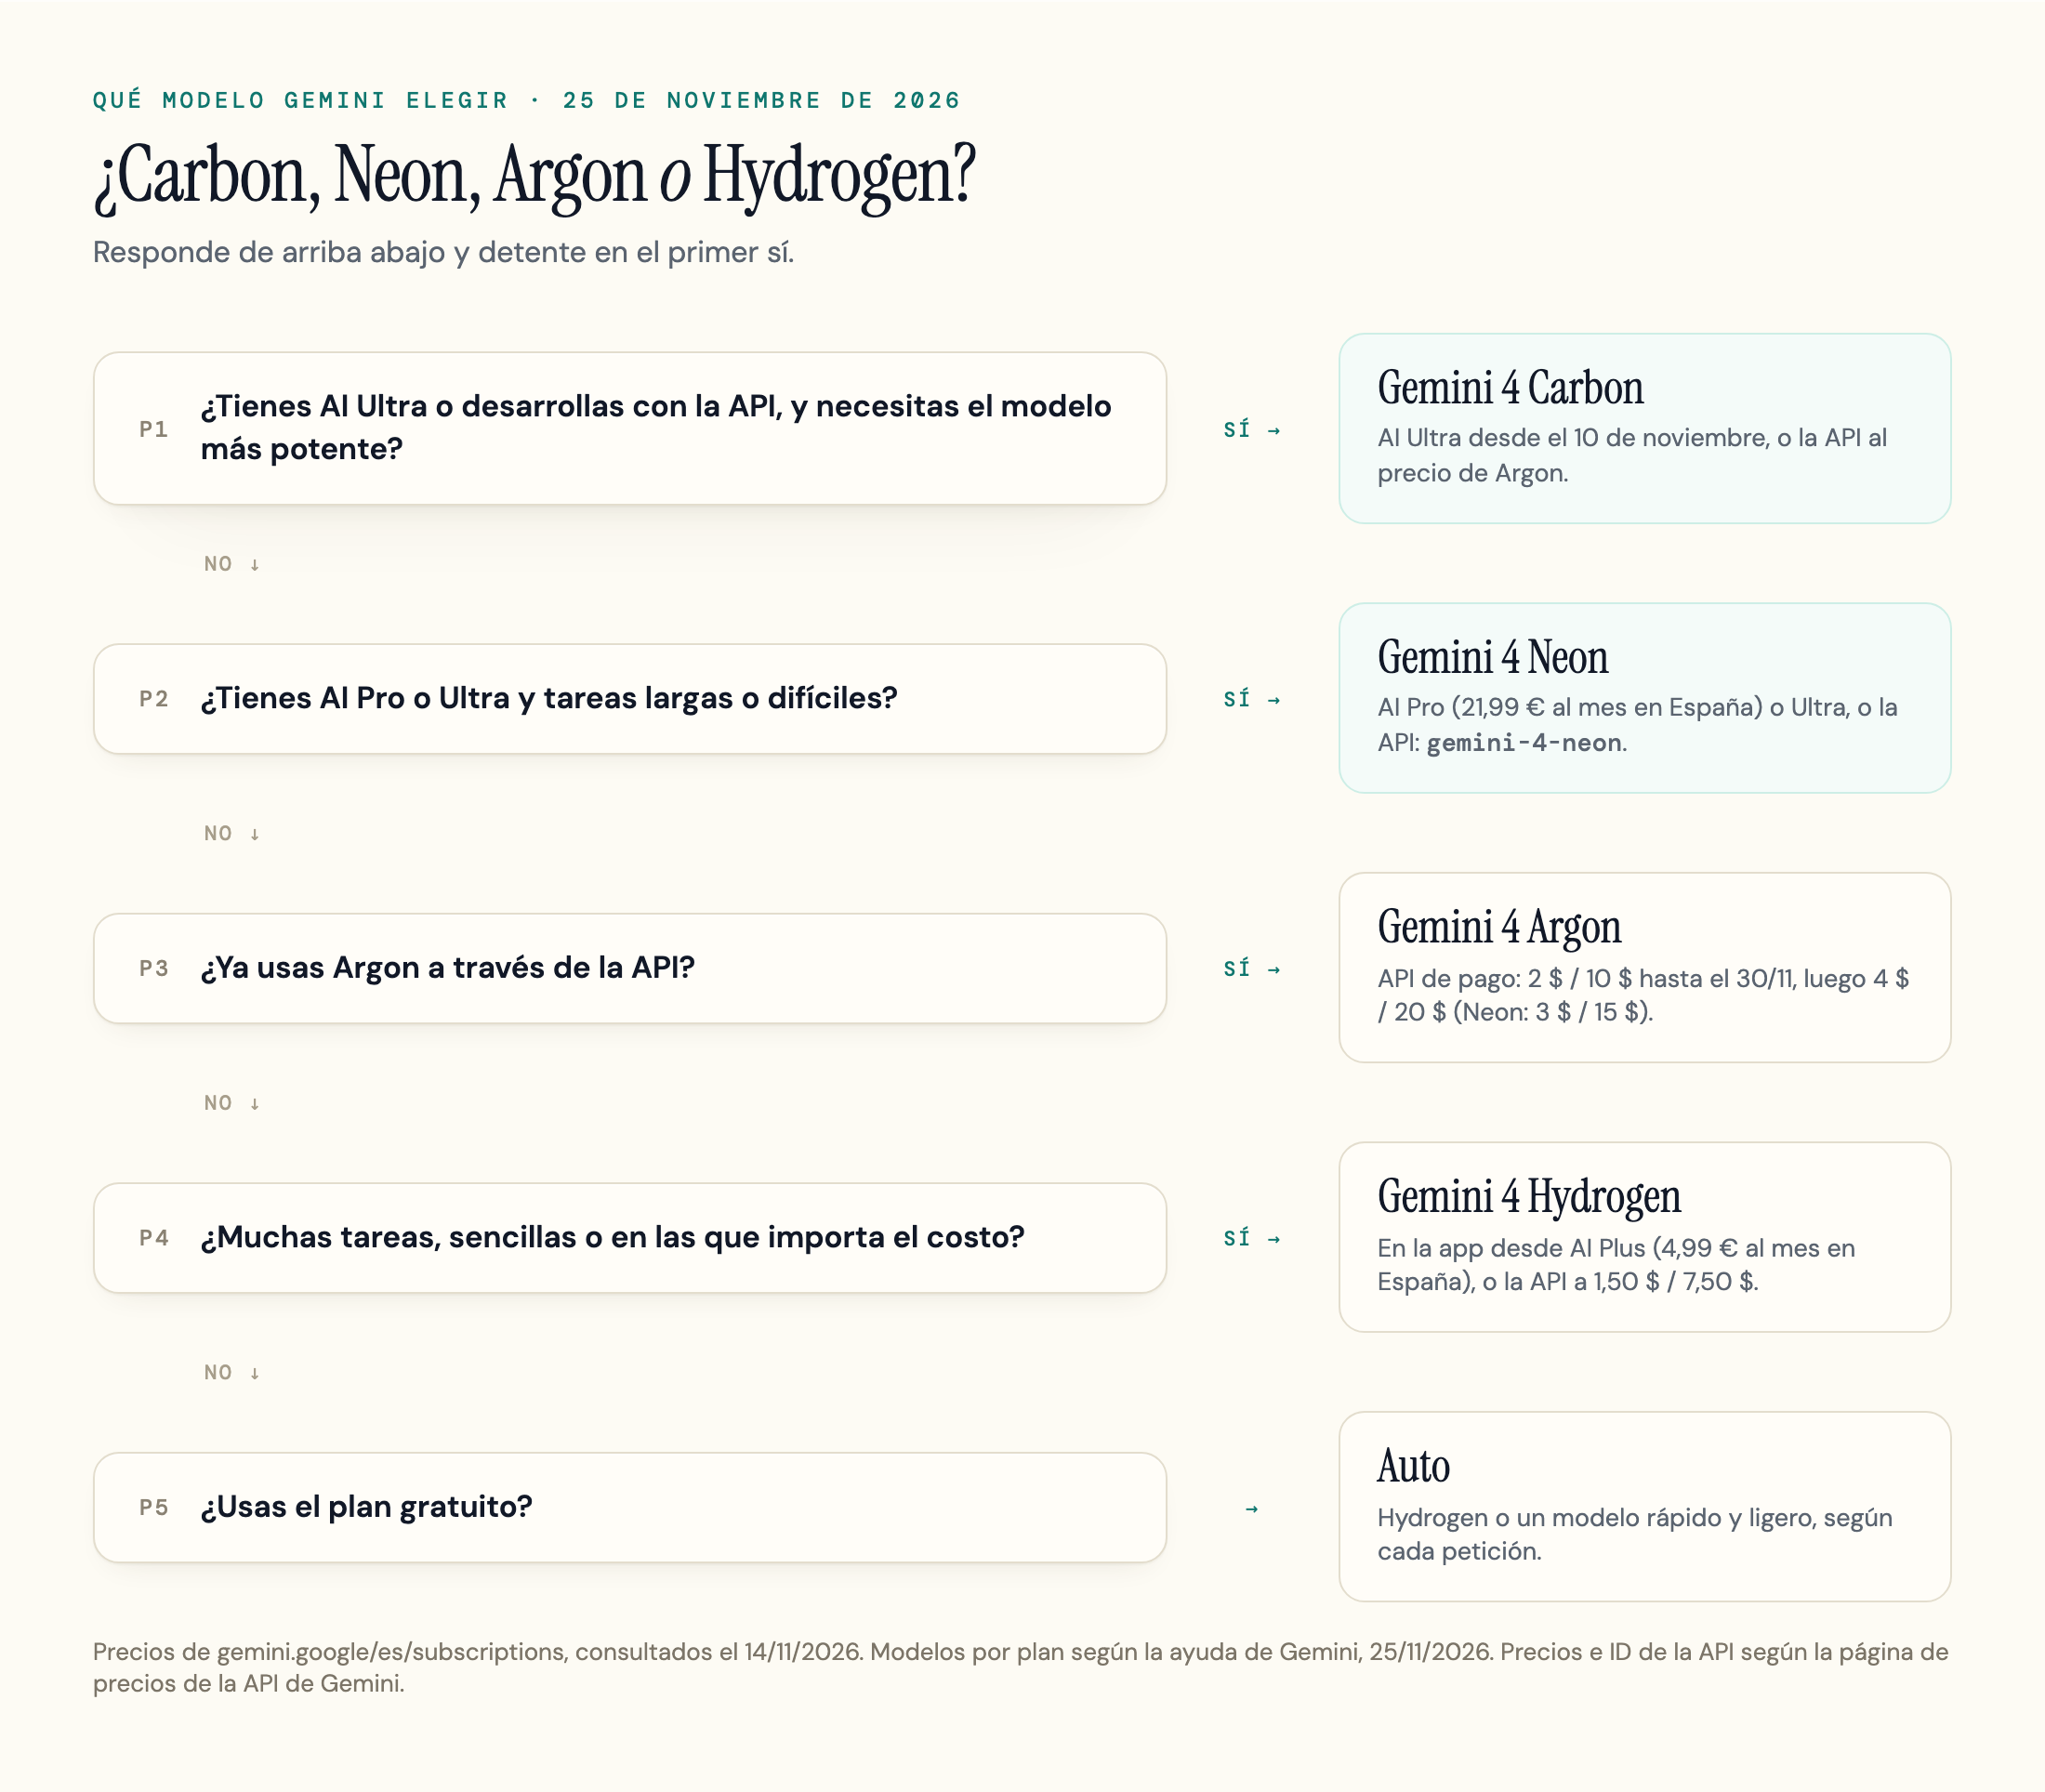 QUÉ MODELO GEMINI ELEGIR · 25 DE NOVIEMBRE DE 2026
¿Carbon, Neon, Argon o Hydrogen?
Responde de arriba abajo y detente en el primer sí.
P1
¿Tienes AI Ultra o desarrollas con la API, y necesitas el modelo
más potente?
SÍ →
Gemini 4 Carbon
AI Ultra desde el 10 de noviembre, o la API al
precio de Argon.
NO ↓
P2
¿Tienes AI Pro o Ultra y tareas largas o difíciles?
SÍ →
Gemini 4 Neon
AI Pro (21,99 € al mes en España) o Ultra, o la
API: gemini-4-neon.
NO ↓
P3
¿Ya usas Argon a través de la API?
SÍ →
Gemini 4 Argon
API de pago: 2 $ / 10 $ hasta el 30/11, luego 4 $
/ 20 $ (Neon: 3 $ / 15 $).
NO ↓
P4
¿Muchas tareas, sencillas o en las que importa el costo?
SÍ →
Gemini 4 Hydrogen
En la app desde AI Plus (4,99 € al mes en
España), o la API a 1,50 $ / 7,50 $.
NO ↓
P5
¿Usas el plan gratuito?
→
Auto
Hydrogen o un modelo rápido y ligero, según
cada petición.
Precios de gemini.google/es/subscriptions, consultados el 14/11/2026. Modelos por plan según la ayuda de Gemini, 25/11/2026. Precios e ID de la API según la página de
precios de la API de Gemini.